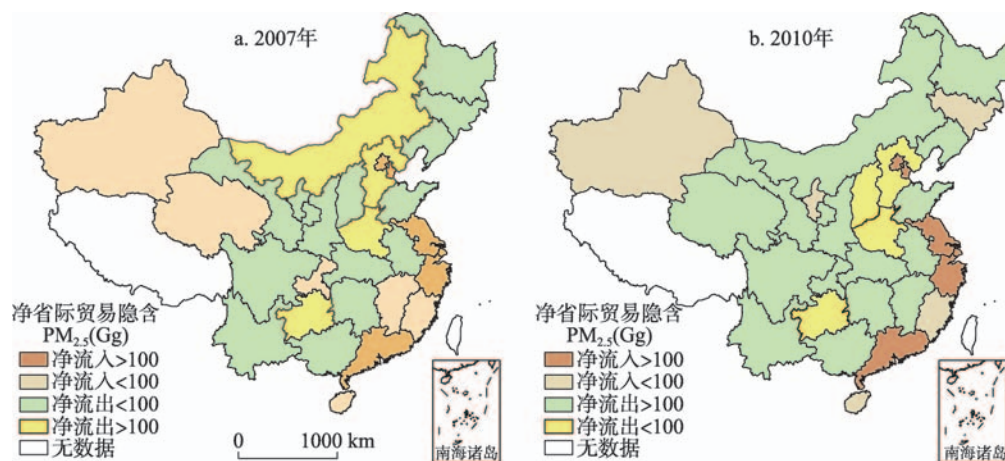 a. 2007年
净省际贸易隐含
PM2.5(Gg)
净流入>100
净流入<100
净流出<100
净流出>100
无数据
0 1000 km
南海诸岛
b. 2010年
净省际贸易隐含
PM2.5(Gg)
净流入>100
净流入<100
净流出>100
净流出<100
无数据
南海诸岛